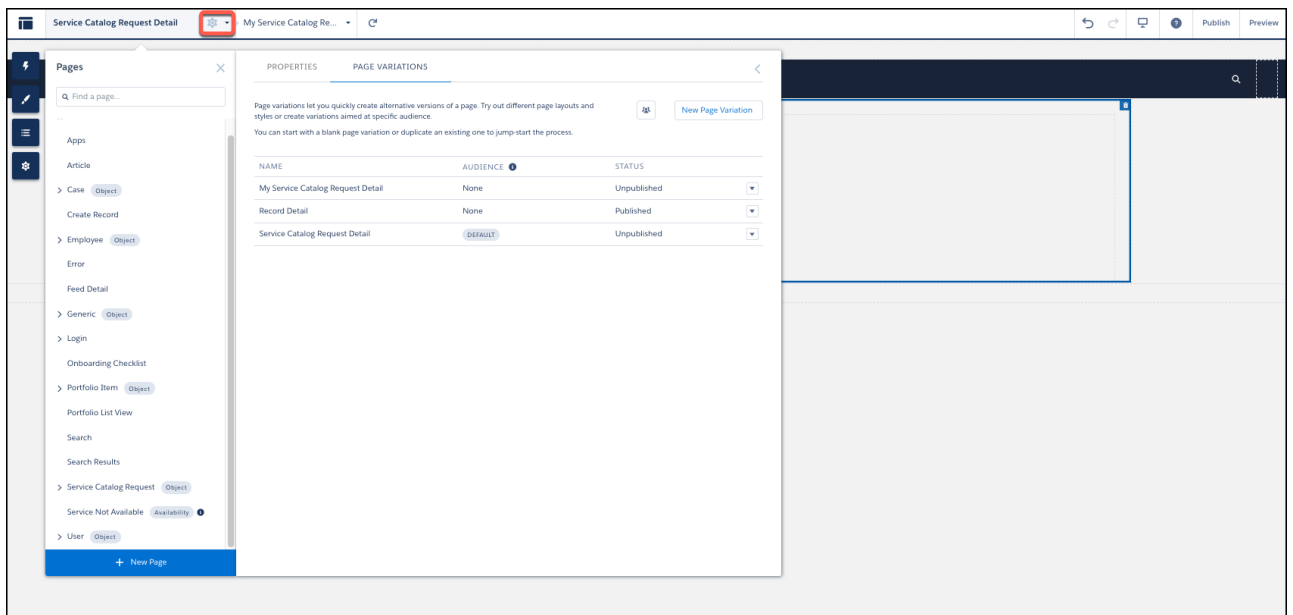 Service Catalog Request Detail
My Service Catalog Re...
Publish
Preview
Pages
Find a page...
Apps
Article
Case Object
Create Record
Employee Object
Error
Feed Detail
Generic Object
Login
Onboarding Checklist
Portfolio Item Object
Portfolio List View
Search
Search Results
Service Catalog Request Object
Service Not Available Availability
User Object
+ New Page
PROPERTIES PAGE VARIATIONS
Page variations let you quickly create alternative versions of a page. Try out different page layouts and
styles or create variations aimed at specific audience.
You can start with a blank page variation or duplicate an existing one to jump-start the process.
New Page Variation
NAME AUDIENCE STATUS
My Service Catalog Request Detail None Unpublished
Record Detail None Published
Service Catalog Request Detail DEFAULT Unpublished